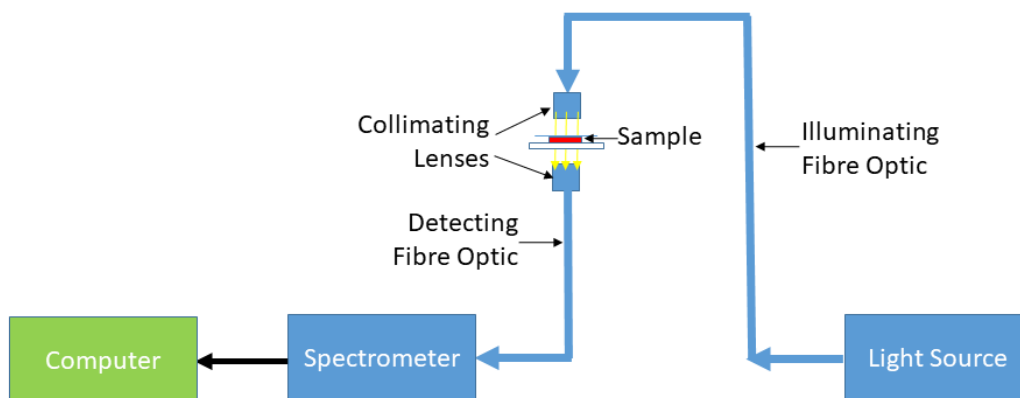 Collimating
Lenses
Sample
Illuminating
Fibre Optic
Detecting
Fibre Optic
Computer
Spectrometer
Light Source